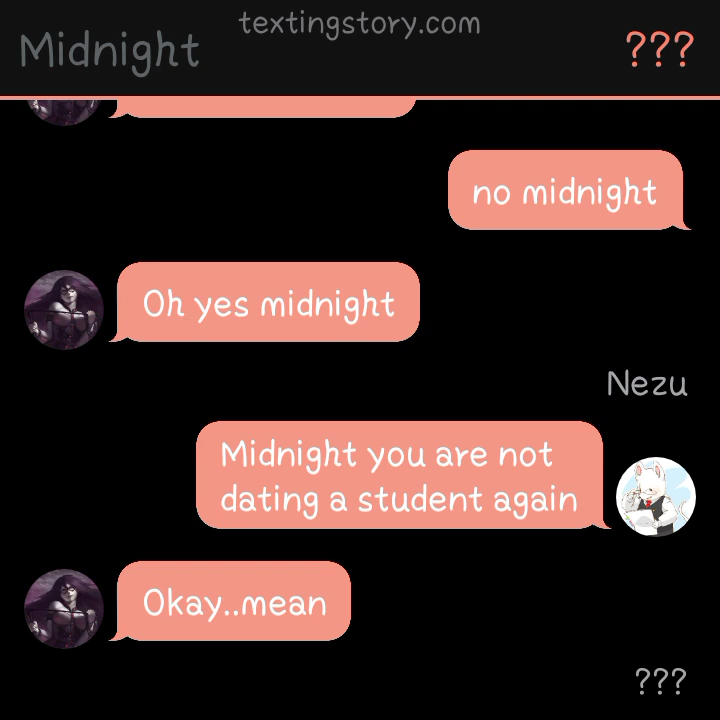 textingstory.com
Midnight
???
no midnight
Oh yes midnight
Nezu
Midnight you are not
dating a student again
Okay..mean
???